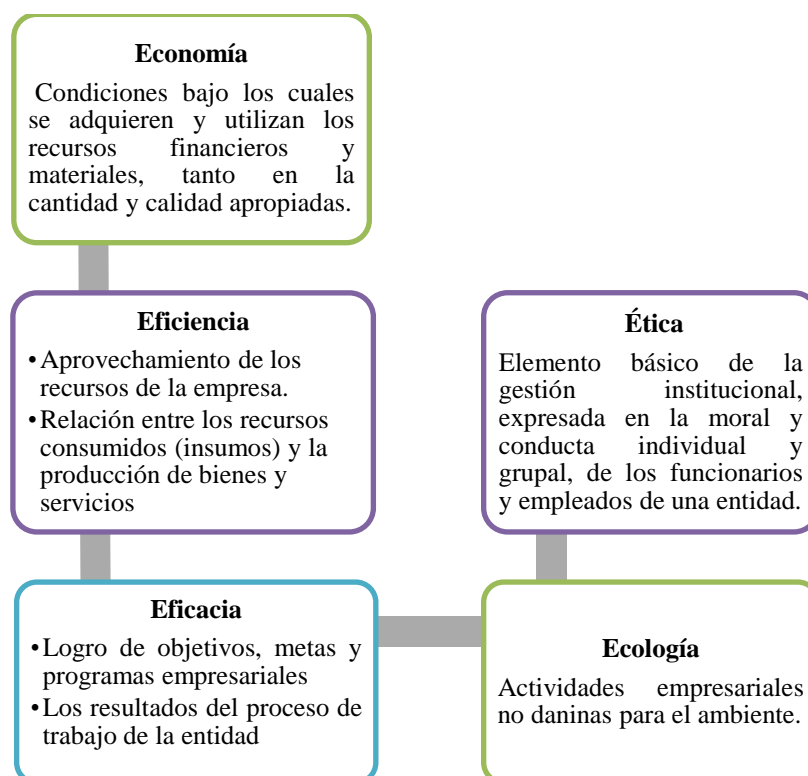 Economía
Condiciones bajo los cuales
se adquieren y utilizan los
recursos financieros y
materiales, tanto en la
cantidad y calidad apropiadas.
Eficiencia
•Aprovechamiento de los
recursos de la empresa.
•Relación entre los recursos
consumidos (insumos) y la
producción de bienes y
servicios
Eficacia
•Logro de objetivos, metas y
programas empresariales
•Los resultados del proceso de
trabajo de la entidad
Ecología
Actividades empresariales
no daninas para el ambiente.
Ética
Elemento básico de la
gestión institucional,
expresada en la moral y
conducta individual y
grupal, de los funcionarios
y empleados de una entidad.